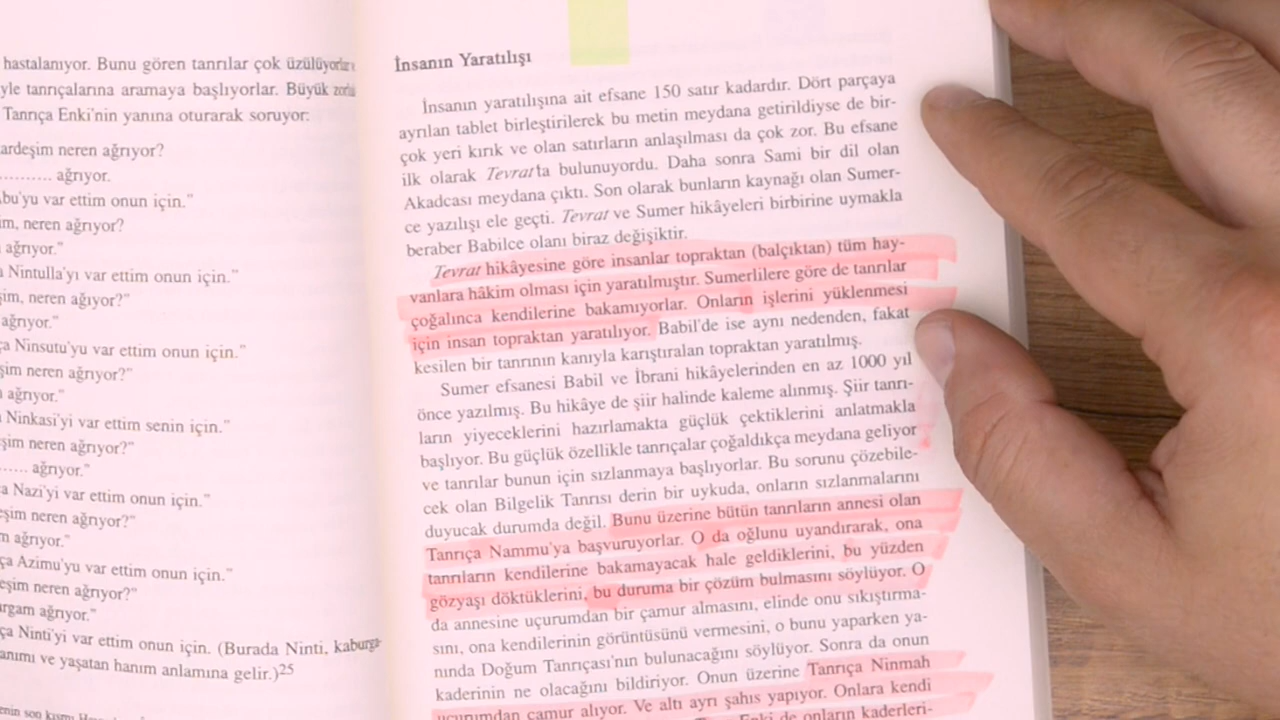 hastalanıyor. Bunu gören tanrılar çok üzülüyorlar
yle tanrıçalarına aramaya başlıyorlar. Büyük
Tanrıça Enki'nin yanına oturarak soruyor:
ardeşim neren ağrıyor?
.......... ağrıyor.
bu'yu var ettim onun için."
im, neren ağrıyor?
ağrıyor."
Nintulla'yı var ettim onun için."
şim, neren ağıyor?"
ağrıyor."
ça Ninsutu'yu var ettim onun için."
şim neren ağrıyor?"
ağrıyor."
Ninkasi'yi var ettim senin için."
şim neren ağrıyor?"
...... ağrıyor."
a Nazi'yi var ettim onun için."
eşim neren ağrıyor?"
m ağrıyor."
ça Azimu'yu var ettim onun için."
eşim neren ağrıyor?"
urgam ağrıyor."
ça Ninti'yi var ettim onun için. (Burada Ninti, kaburga
anımı ve yaşatan hanım anlamına gelir.)25
enin son kısmı
İnsanın Yaratılışı
İnsanın yaratılışına ait efsane 150 satır kadardır. Dört parçaya
ayrılan tablet birleştirilerek bu metin meydana getirildiyse de bir-
çok yeri kırık ve olan satırların anlaşılması da çok zor. Bu efsane
ilk olarak Tevrat'ta bulunuyordu. Daha sonra Sami bir dil olan
Akadcası meydana çıktı. Son olarak bunların kaynağı olan Sumer-
ce yazılışı ele geçti. Tevrat ve Sumer hikâyeleri birbirine uymakla
beraber Babilce olanı biraz değişiktir.
Tevrat hikâyesine göre insanlar topraktan (balçıktan) tüm hay-
vanlara hâkim olması için yaratılmıştır. Sumerlilere göre de tanrılar
çoğalınca kendilerine bakamıyorlar. Onların işlerini yüklenmesi
için insan topraktan yaratılıyor. Babil'de ise aynı nedenden, fakat
kesilen bir tanrının kanıyla karıştıralan topraktan yaratılmış.
Sumer efsanesi Babil ve İbrani hikâyelerinden en az 1000 yıl
önce yazılmış. Bu hikâye de şiir halinde kaleme alınmış. Şiir tanrı-
ların yiyeceklerini hazırlamakta güçlük çektiklerini anlatmakla
başlıyor. Bu güçlük özellikle tanrıçalar çoğaldıkça meydana geliyor
ve tanrılar bunun için sızlanmaya başlıyorlar. Bu sorunu çözebile-
cek olan Bilgelik Tanrısı derin bir uykuda, onların sızlanmalarını
duyucak durumda değil. Bunu üzerine bütün tanrıların annesi olan
Tanrıça Nammu'ya başvuruyorlar. O da oğlunu uyandırarak, ona
tanrıların kendilerine bakamayacak hale geldiklerini, bu yüzden
gözyaşı döktüklerini, bu duruma bir çözüm bulmasını söylüyor. O
da annesine uçurumdan bir çamur almasını, elinde onu sıkıştırma-
sını, ona kendilerinin görüntüsünü vermesini, o bunu yaparken ya-
nında Doğum Tanrıçası'nın bulunacağını söylüyor. Sonra da onun
kaderinin ne olacağını bildiriyor. Onun üzerine Tanrıça Ninmah
uçurumdan çamur alıyor. Ve altı ayrı şahıs yapıyor. Onlara kendi
Enki de onların kaderleri-